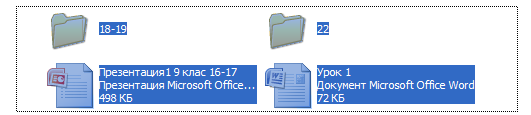 18-19
22
Презентация1 9 клас 16-17
Презентация Microsoft Office...
498 КБ
Урок 1
Документ Microsoft Office Word
72 КБ